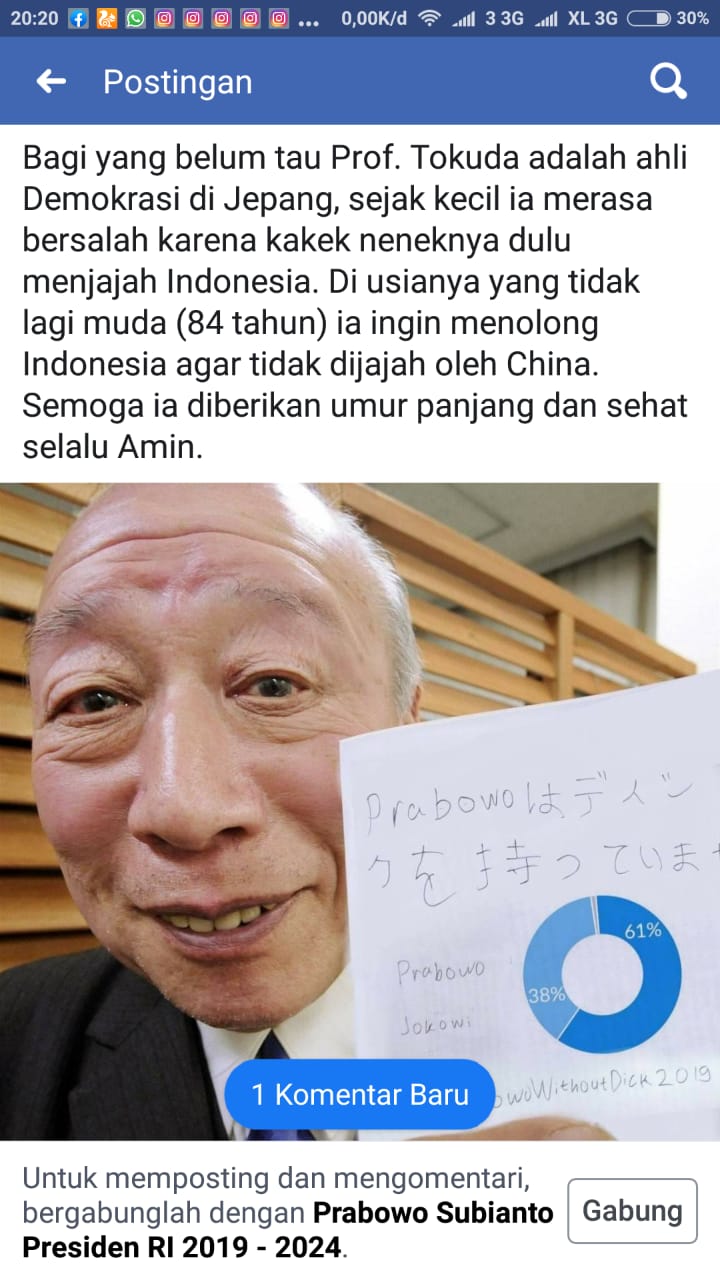 20:20 ... 0,00K/d 3 3G XL 3G 30%
Postingan
Bagi yang belum tau Prof. Tokuda adalah ahli
Demokrasi di Jepang, sejak kecil ia merasa
bersalah karena kakek neneknya dulu
menjajah Indonesia. Di usianya yang tidak
lagi muda (84 tahun) ia ingin menolong
Indonesia agar tidak dijajah oleh China.
Semoga ia diberikan umur panjang dan sehat
selalu Amin.
Prabowoはディン
クを持っていま
61%
Prabowo
38%
Jokowi
owoWithoutDick2019
1 Komentar Baru
Untuk memposting dan mengomentari,
bergabunglah dengan Prabowo Subianto
Presiden RI 2019 - 2024.
Gabung